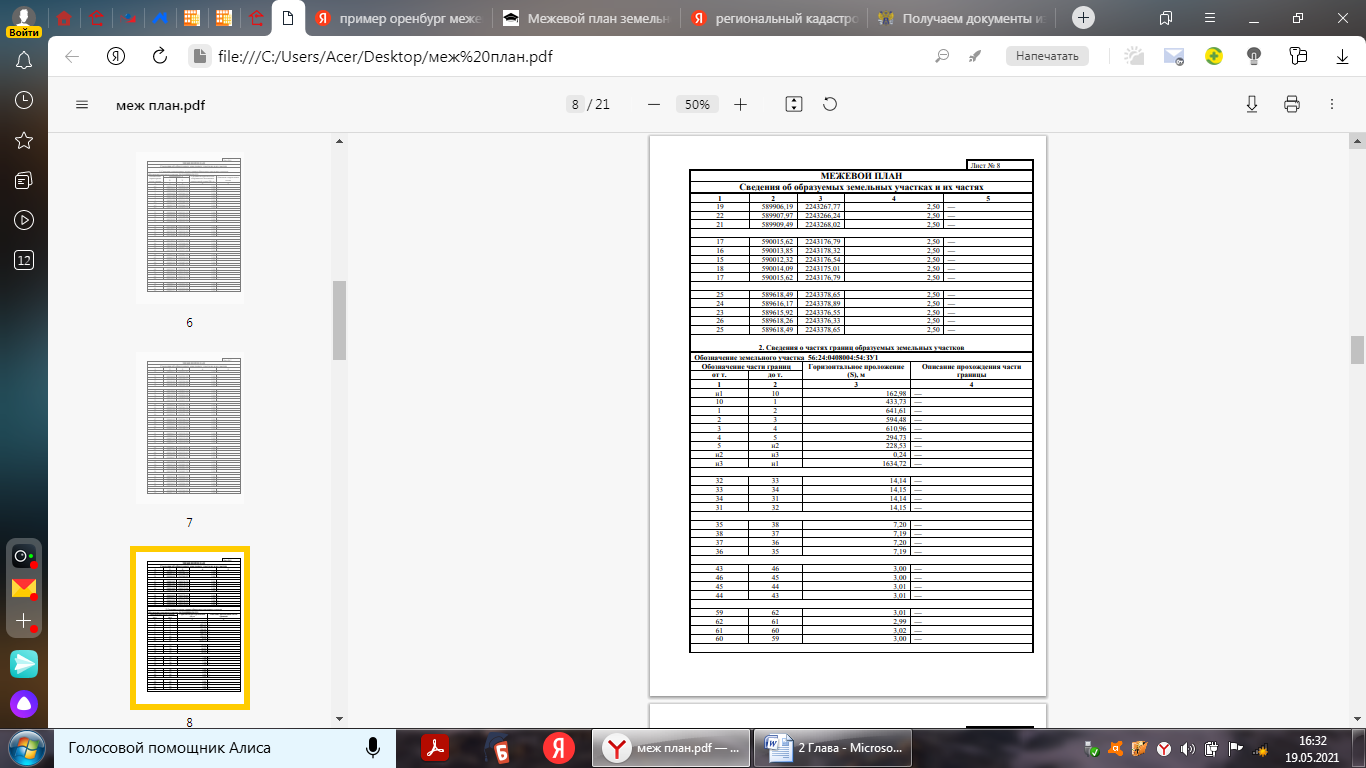 Войти
пример оренбург меже
Межевой план земельн
региональный кадастро
Получаем документы и
file:///C:/Users/Acer/Desktop/меж%20план.pdf
Напечатать
меж план.pdf
8 / 21
50%
12
6
7
8
Лист № 8
МЕЖЕВОЙ ПЛАН
Сведения об образуемых земельных участках и их частях
1 2 3 4 5
19 589906,19 2243267,77 2,50 —
22 589907,97 2243266,24 2,50 —
21 589909,49 2243268,02 2,50 —
17 590015,62 2243176,79 2,50 —
16 590013,85 2243178,32 2,50 —
15 590012,32 2243176,54 2,50 —
18 590014,09 2243175,01 2,50 —
17 590015,62 2243176,79 2,50 —
25 589618,49 2243378,65 2,50 —
24 589616,17 2243378,89 2,50 —
23 589615,92 2243376,55 2,50 —
26 589618,26 2243376,33 2,50 —
25 589618,49 2243378,65 2,50 —
2. Сведения о частях границ образуемых земельных участков
Обозначение земельного участка 56:24:0408004:54:ЗУ1
Обозначение части границ Горизонтальное проложение (S), м Описание прохождения части границы
от т. до т.
1 2 3 4
н1 10 162,98 —
10 1 433,73 —
1 2 641,61 —
2 3 594,48 —
3 4 610,96 —
4 5 294,73 —
5 н2 228,53 —
н2 н3 0,24 —
н3 н1 1634,72 —
32 33 14,14 —
33 34 14,15 —
34 31 14,14 —
31 32 14,15 —
35 38 7,20 —
38 37 7,19 —
37 36 7,20 —
36 35 7,19 —
43 46 3,00 —
46 45 3,00 —
45 44 3,01 —
44 43 3,01 —
59 62 3,01 —
62 61 2,99 —
61 60 3,02 —
60 59 3,00 —
Голосовой помощник Алиса
меж план.pdf — ...
2 Глава - Microso...
16:32
19.05.2021